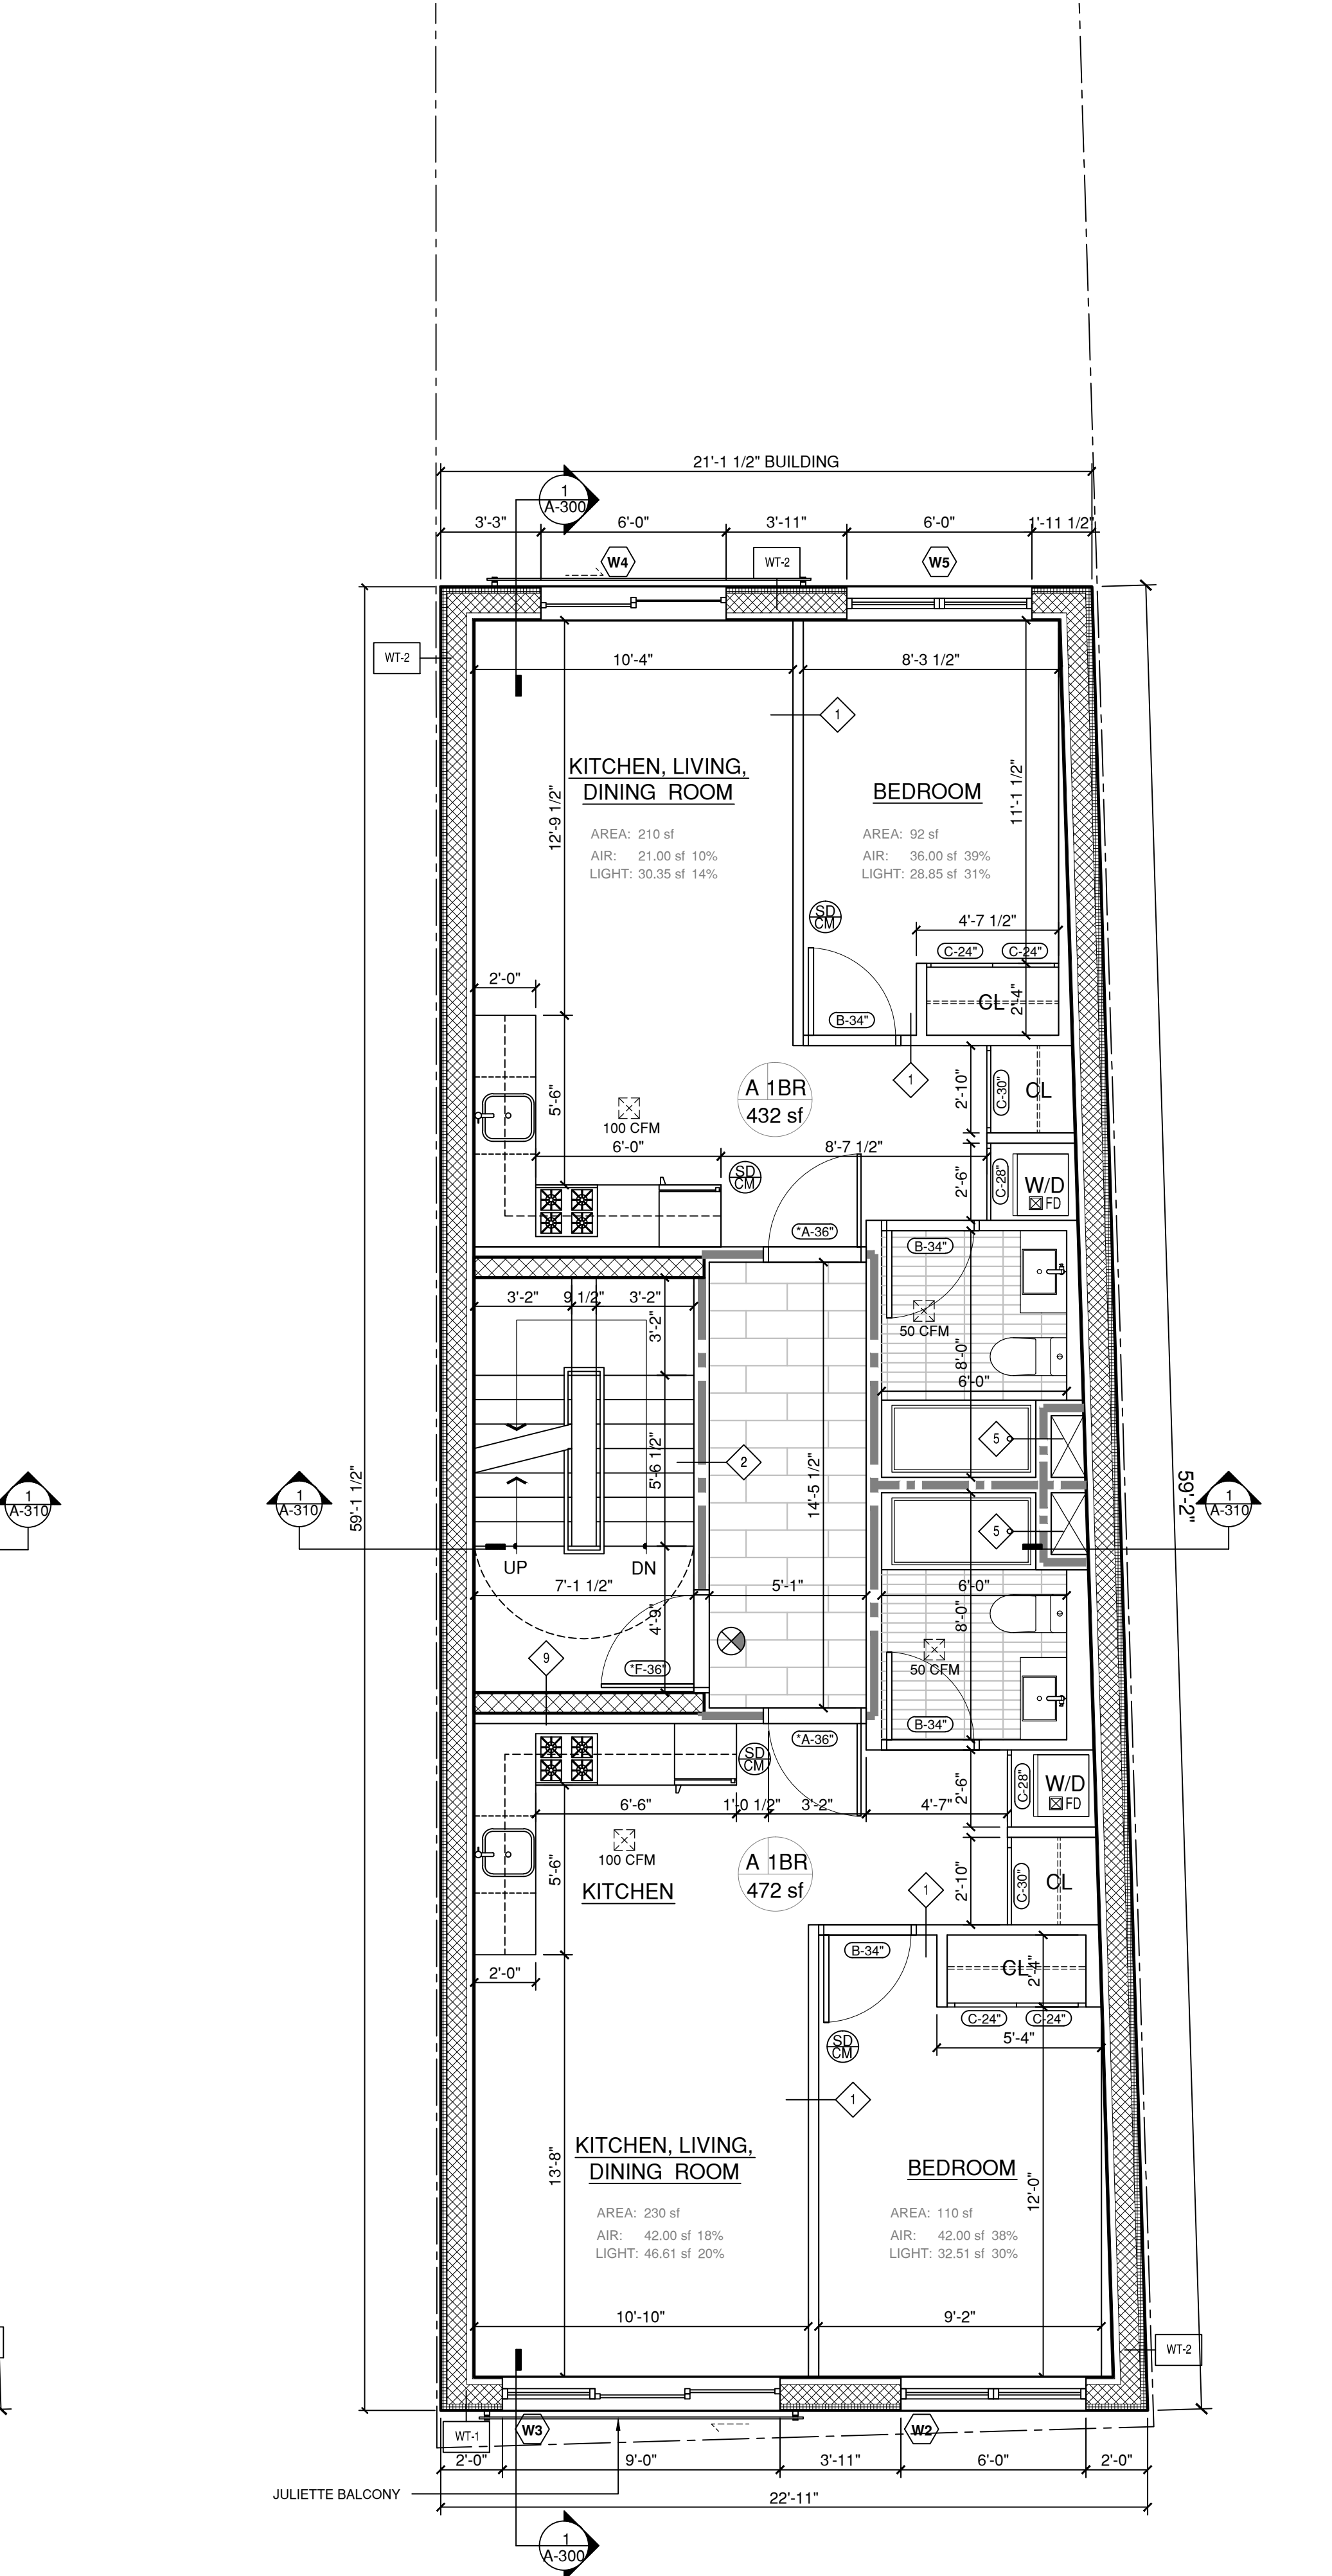 21'-1 1/2" BUILDING
1
A-300
3'-3"
6'-0"
3'-11"
6'-0"
1'-11 1/2"
W4
WT-2
W5
WT-2
10'-4"
8'-3 1/2"
1
KITCHEN, LIVING,
DINING ROOM
AREA: 210 sf
AIR: 21.00 sf 10%
LIGHT: 30.35 sf 14%
12'-9 1/2"
BEDROOM
AREA: 92 sf
AIR: 36.00 sf 39%
LIGHT: 28.85 sf 31%
11'-1 1/2"
SD
CM
4'-7 1/2"
C-24"
C-24"
2'-0"
CL
2'-4"
B-34"
1
A 1BR
432 sf
5'-6"
100 CFM
2'-10"
C-30"
CL
6'-0"
8'-7 1/2"
SD
CM
2'-6"
C-28"
W/D
FD
*A-36"
B-34"
3'-2"
9 1/2"
3'-2"
3'-2"
50 CFM
8'-0"
6'-0"
5
2
5'-6 1/2"
14'-5 1/2"
59'-1 1/2"
59'-2"
1
A-310
1
A-310
1
A-310
5
UP
DN
7'-1 1/2"
5'-1"
6'-0"
8'-0"
4'-9"
9
*F-36"
50 CFM
B-34"
*A-36"
SD
CM
2'-6"
C-28"
W/D
FD
6'-6"
1'-0 1/2"
3'-2"
4'-7"
100 CFM
5'-6"
KITCHEN
A 1BR
472 sf
1
2'-10"
C-30"
CL
B-34"
2'-0"
CL
2'-4"
C-24"
C-24"
SD
CM
5'-4"
1
KITCHEN, LIVING,
DINING ROOM
AREA: 230 sf
AIR: 42.00 sf 18%
LIGHT: 46.61 sf 20%
13'-8"
BEDROOM
AREA: 110 sf
AIR: 42.00 sf 38%
LIGHT: 32.51 sf 30%
12'-0"
10'-10"
9'-2"
WT-2
WT-1
W3
W2
2'-0"
9'-0"
3'-11"
6'-0"
2'-0"
JULIETTE BALCONY
22'-11"
1
A-300